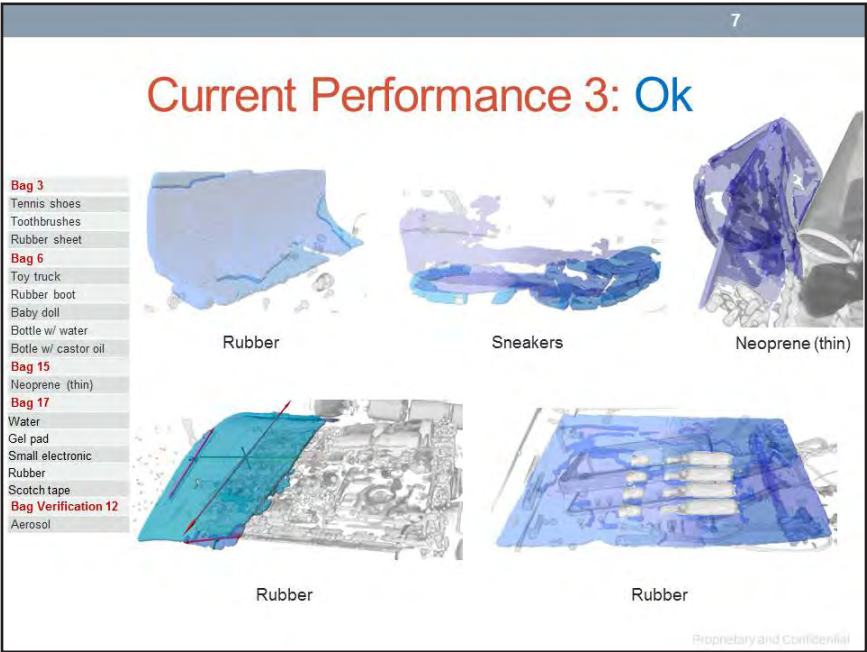 7
Current Performance 3: Ok
Bag 3
Tennis shoes
Toothbrushes
Rubber sheet
Bag 6
Toy truck
Rubber boot
Baby doll
Bottle w/ water
Botle w/ castor oil
Bag 15
Neoprene (thin)
Bag 17
Water
Gel pad
Small electronic
Rubber
Scotch tape
Bag Verification 12
Aerosol
Rubber
Sneakers
Neoprene (thin)
Rubber
Rubber
Proprietary and Confidential